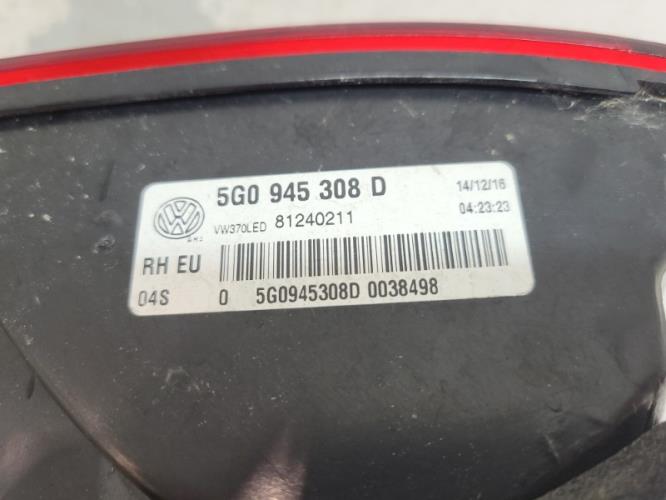 5G0 945 308 D 14/12/16
VW370LED 81240211 04:23:23
RH EU
04S 0 5G0945308D 0038498